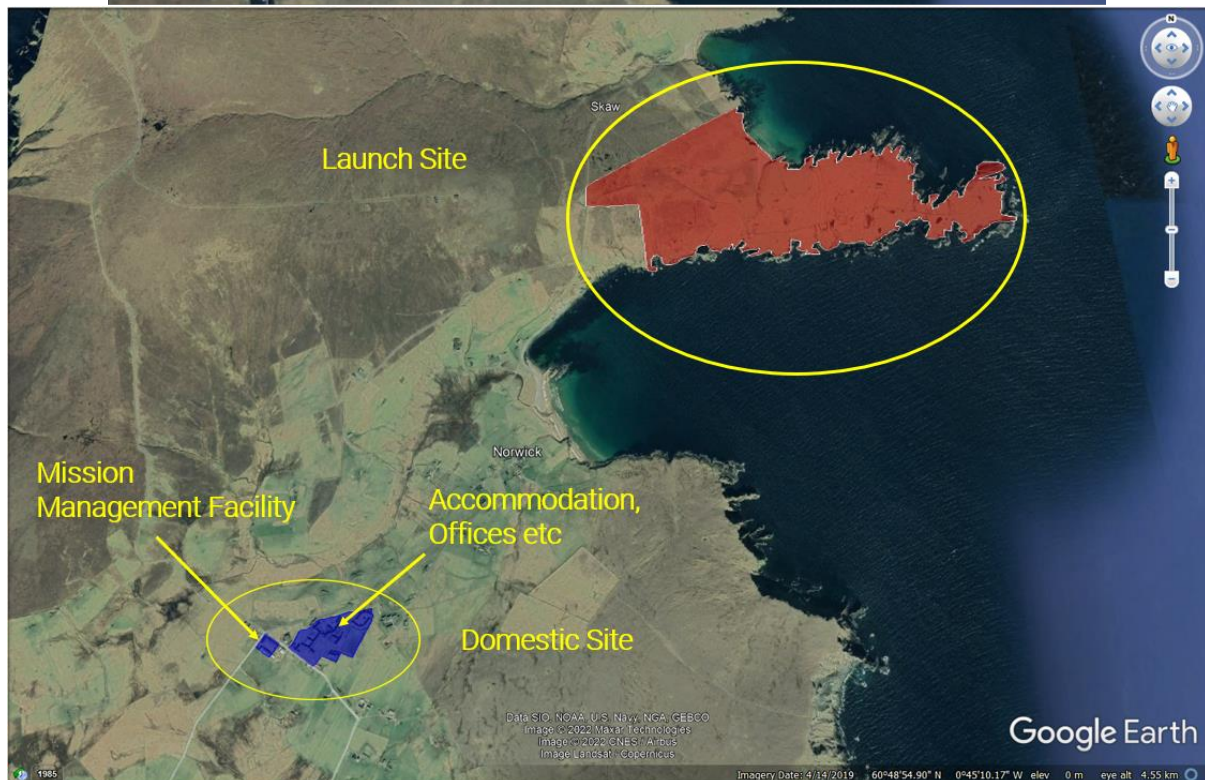 N
Skaw
Launch Site
Norwick
Mission
Management Facility
Accommodation,
Offices etc
Domestic Site
Data SIO, NOAA, U.S. Navy, NGA, GEBCO
Image © 2022 Maxar Technologies
Image © 2022 CNES / Airbus
Image Landsat / Copernicus
Google Earth
1985
Imagery Date: 4/14/2019 60°48'54.90" N 0°45'10.17" W elev 0 m eye alt 4.55 km